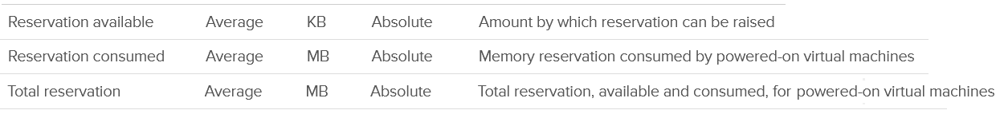 Reservation available Average KB Absolute Amount by which reservation can be raised
Reservation consumed Average MB Absolute Memory reservation consumed by powered-on virtual machines
Total reservation Average MB Absolute Total reservation, available and consumed, for powered-on virtual machines